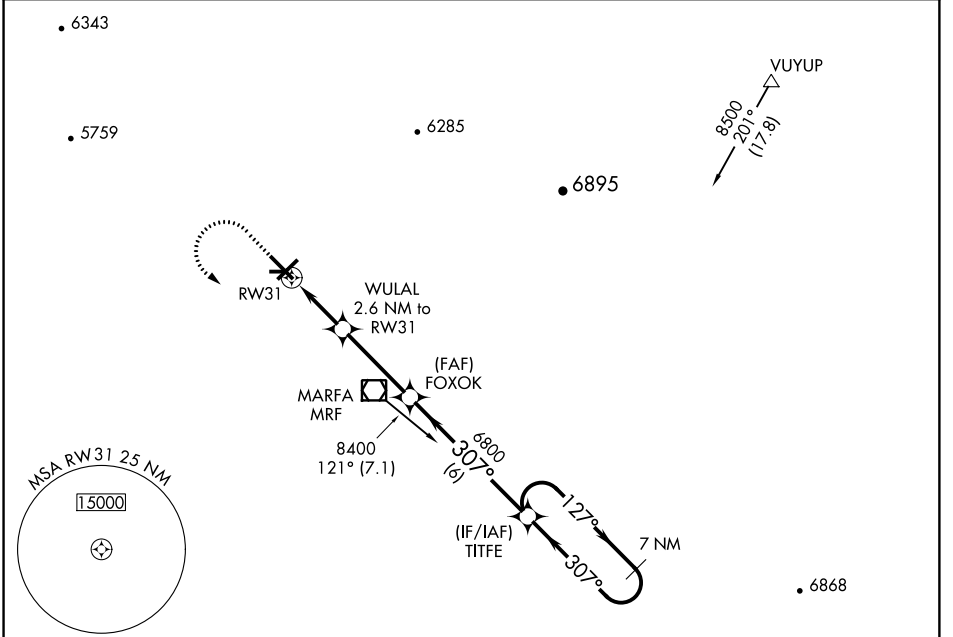 6343
VUYUP
8500
201°
(17.8)
5759
6285
6895
RW31
WULAL
2.6 NM to
RW31
(FAF)
FOXOK
MARFA
MRF
8400
121° (7.1)
6800
307°
(6)
MSA RW31 25 NM
15000
(IF/IAF)
TITFE
127°
7 NM
307°
6868